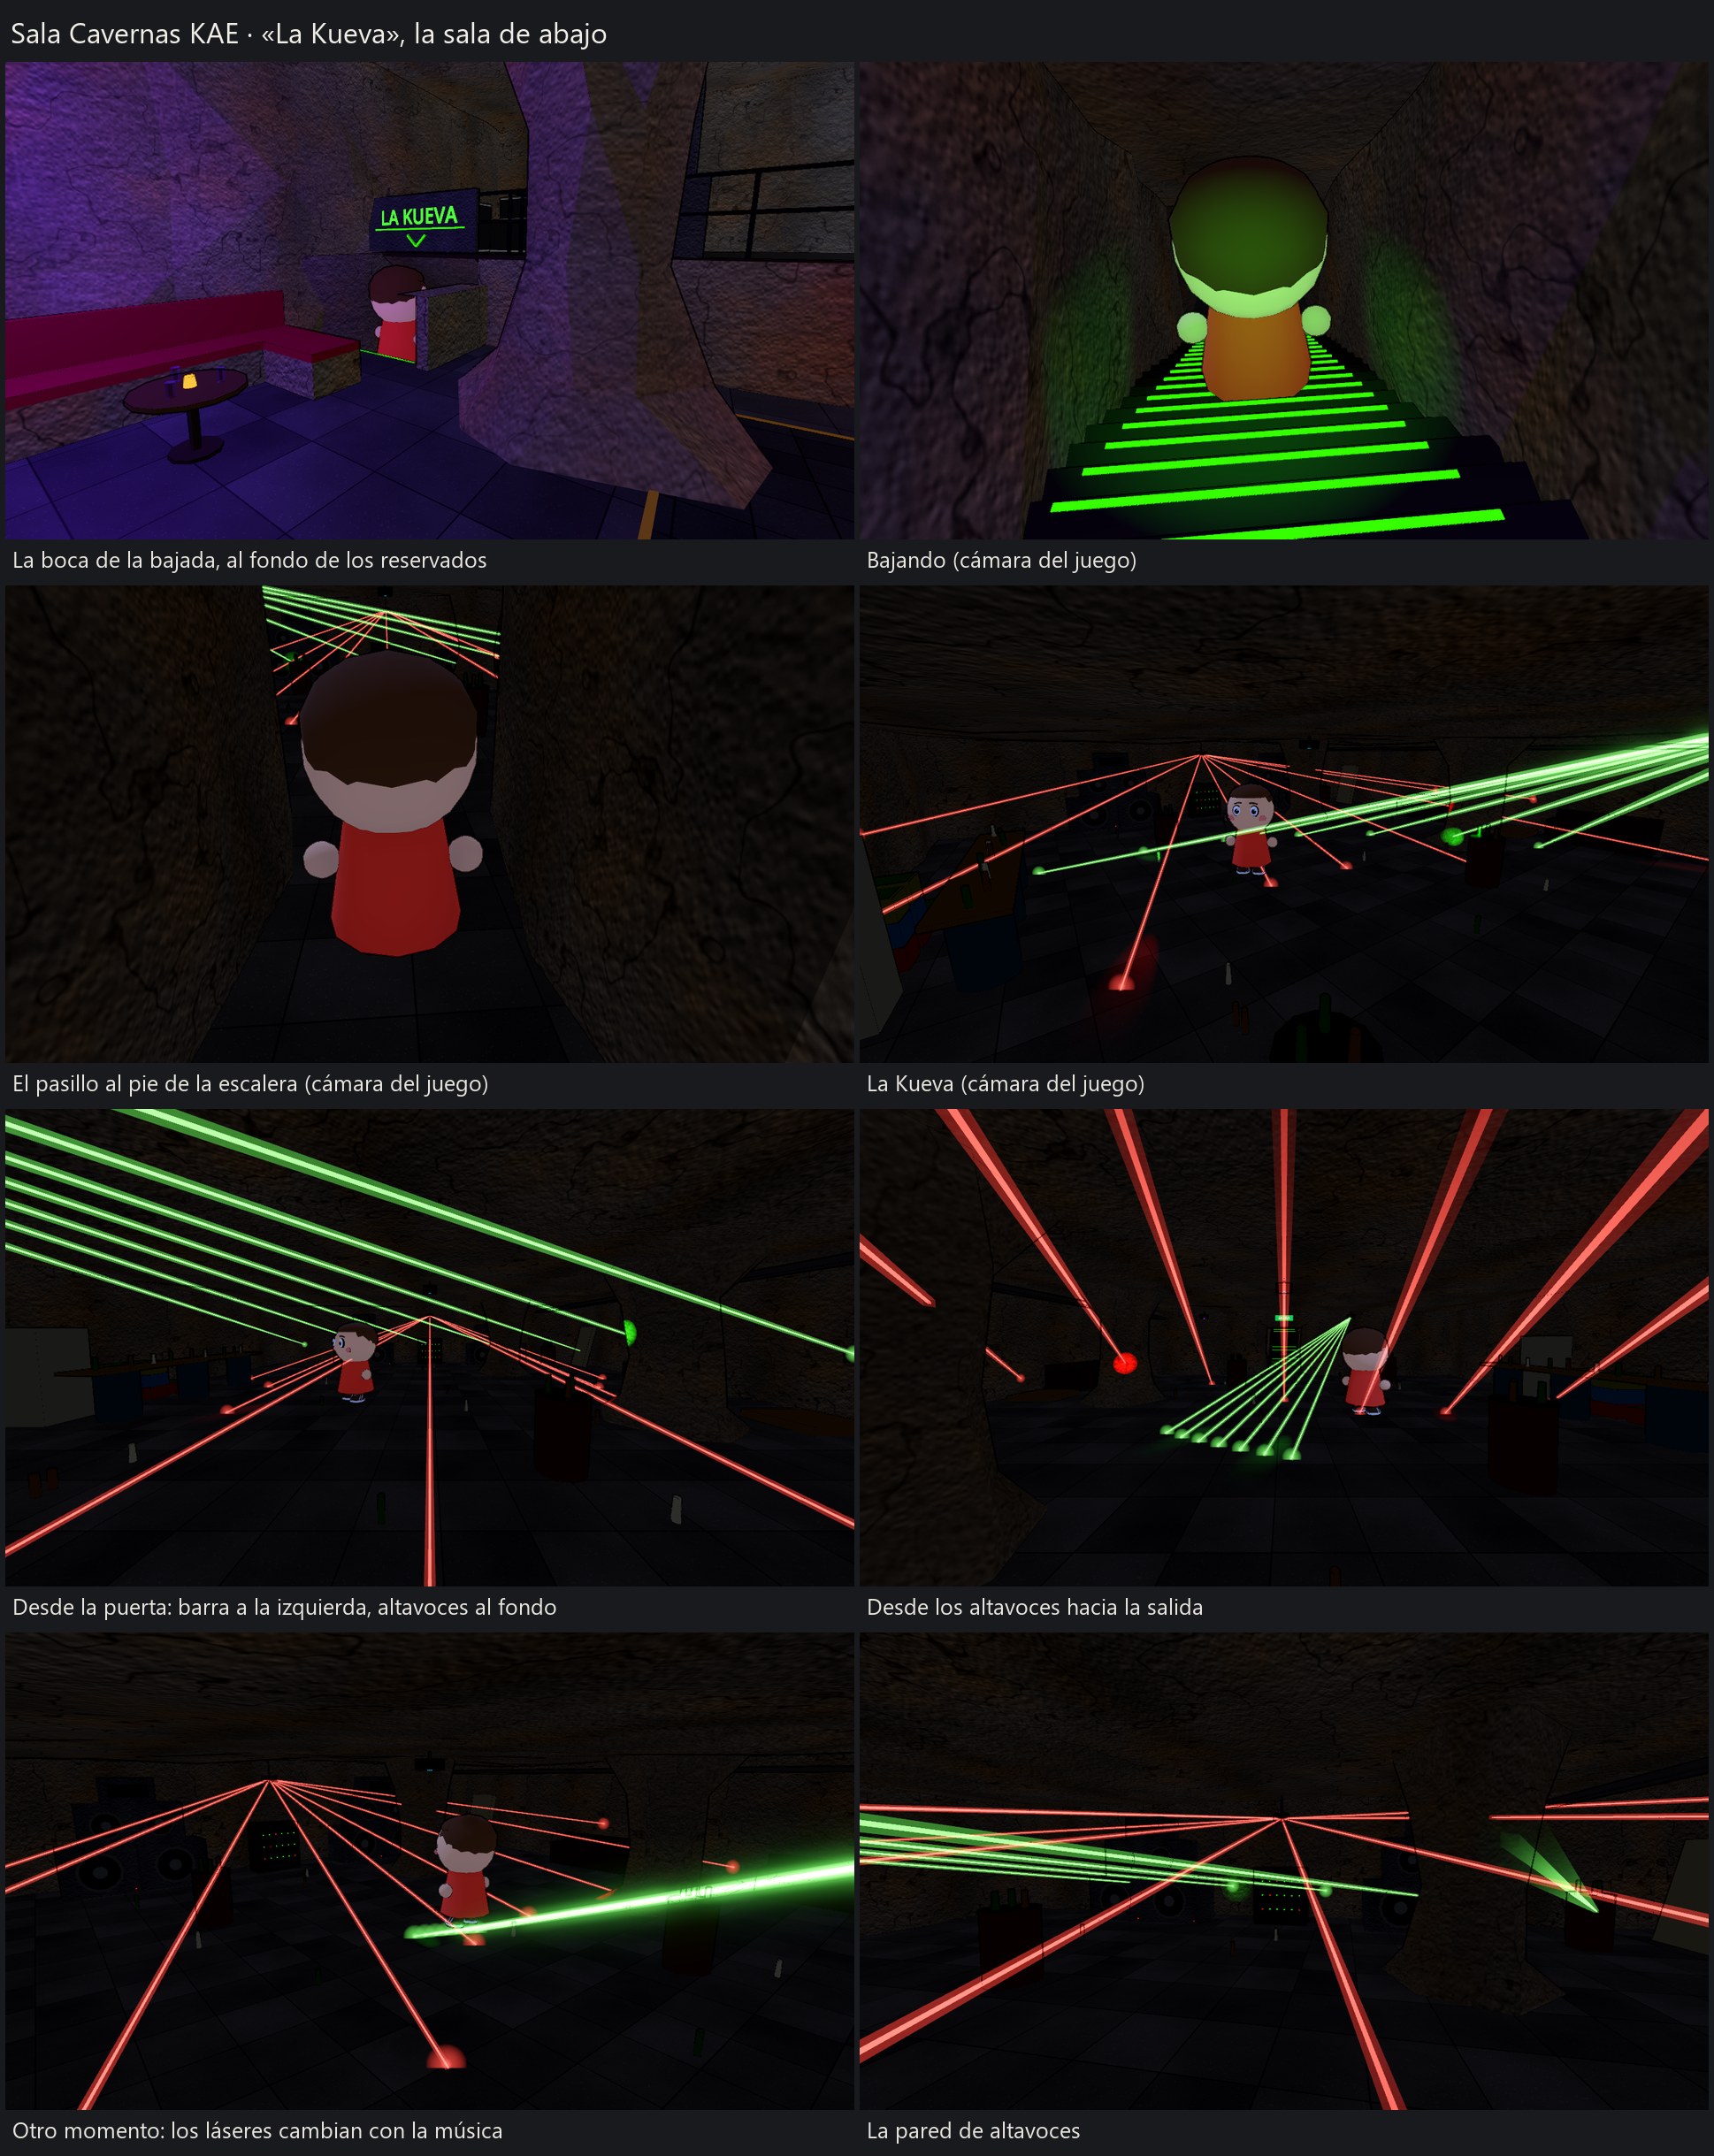 Sala Cavernas KAE · «La Kueva», la sala de abajo
LA KUEVA
La boca de la bajada, al fondo de los reservados
Bajando (cámara del juego)
El pasillo al pie de la escalera (cámara del juego)
La Kueva (cámara del juego)
Desde la puerta: barra a la izquierda, altavoces al fondo
Desde los altavoces hacia la salida
Otro momento: los láseres cambian con la música
La pared de altavoces